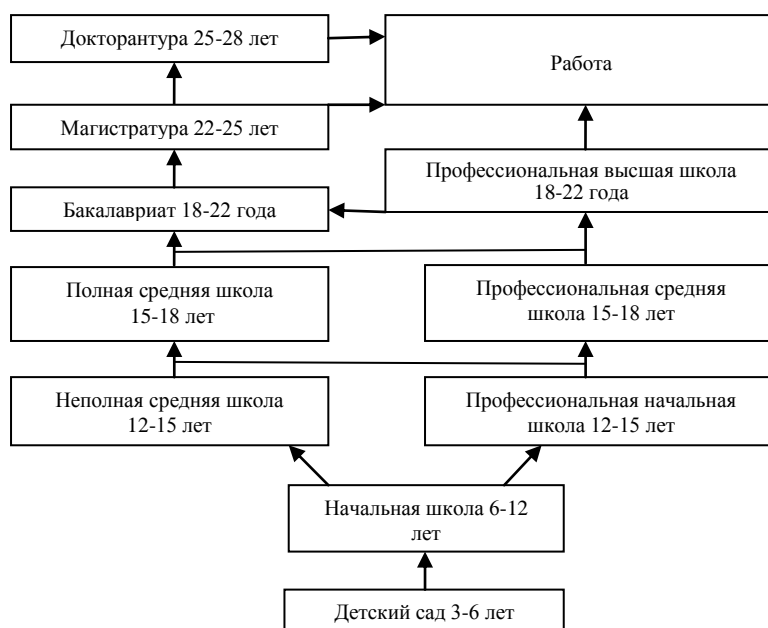 Докторантура 25-28 лет
Работа
Магистратура 22-25 лет
Профессиональная высшая школа
18-22 года
Бакалавриат 18-22 года
Полная средняя школа
15-18 лет
Профессиональная средняя
школа 15-18 лет
Неполная средняя школа
12-15 лет
Профессиональная начальная
школа 12-15 лет
Начальная школа 6-12
лет
Детский сад 3-6 лет